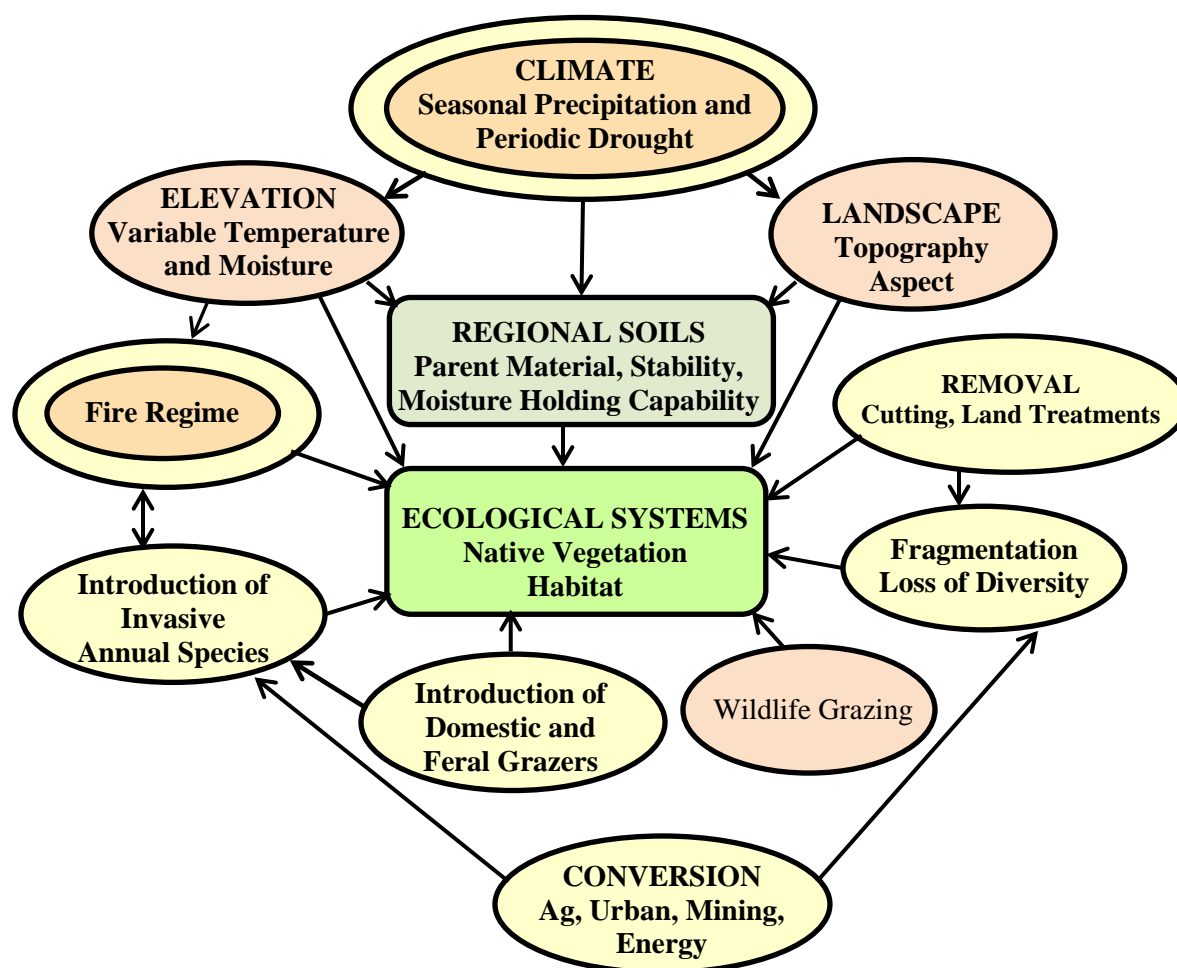 CLIMATE
Seasonal Precipitation and
Periodic Drought
ELEVATION
Variable Temperature
and Moisture
LANDSCAPE
Topography
Aspect
REGIONAL SOILS
Parent Material, Stability,
Moisture Holding Capability
Fire Regime
REMOVAL
Cutting, Land Treatments
ECOLOGICAL SYSTEMS
Native Vegetation
Habitat
Fragmentation
Loss of Diversity
Introduction of
Invasive
Annual Species
Introduction of
Domestic and
Feral Grazers
Wildlife Grazing
CONVERSION
Ag, Urban, Mining,
Energy